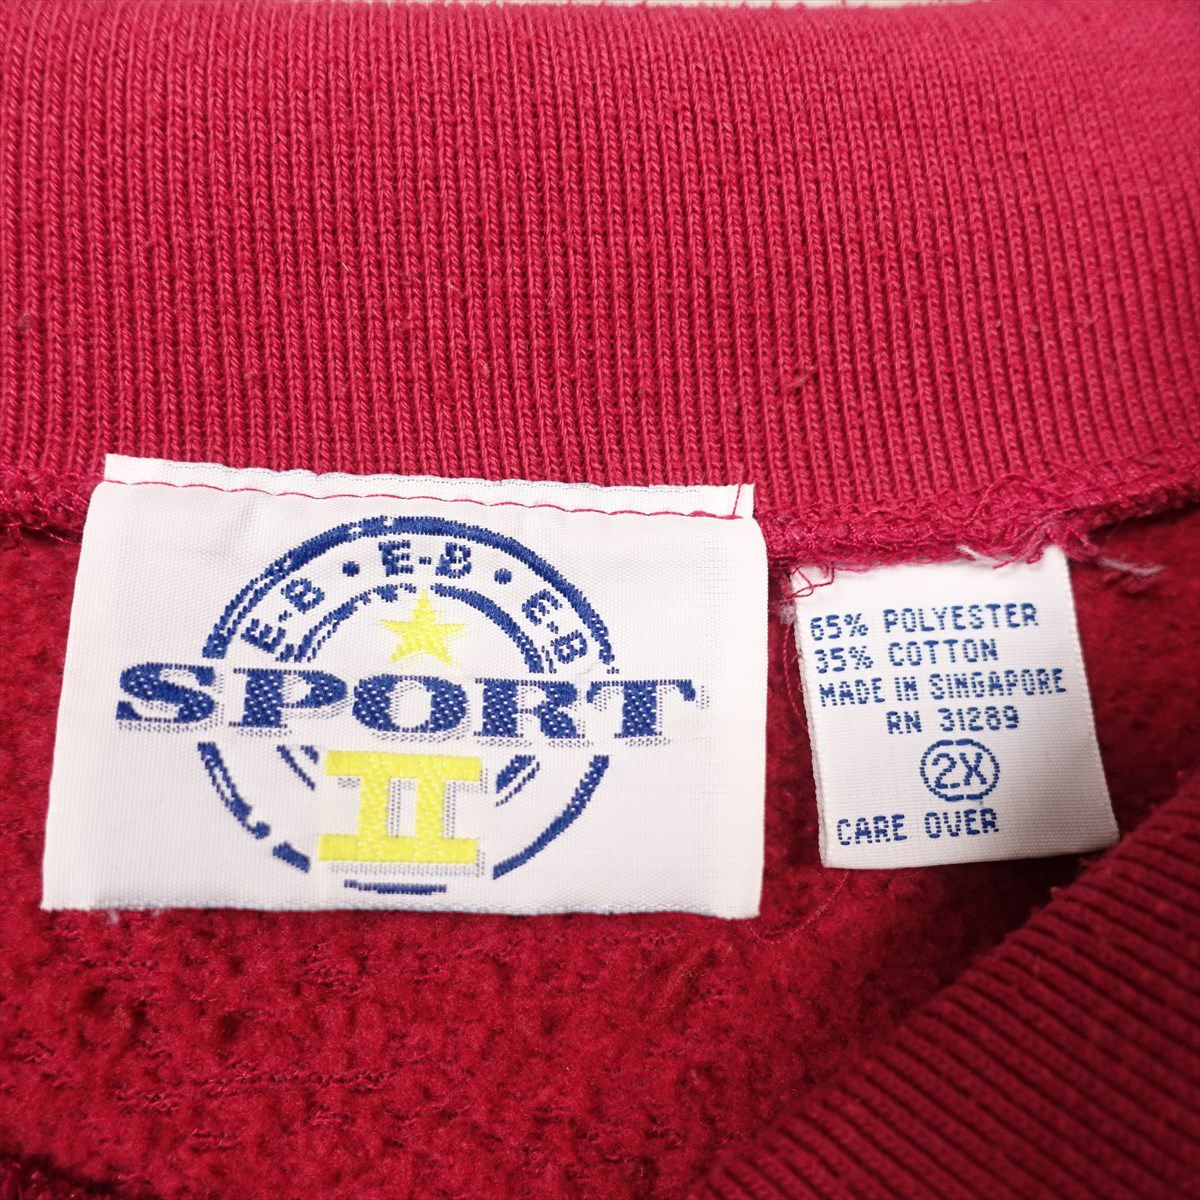 E-B • E-B • E-B
SPORT
II
65% POLYESTER
35% COTTON
MADE IN SINGAPORE
RN 31289
2X
CARE OVER